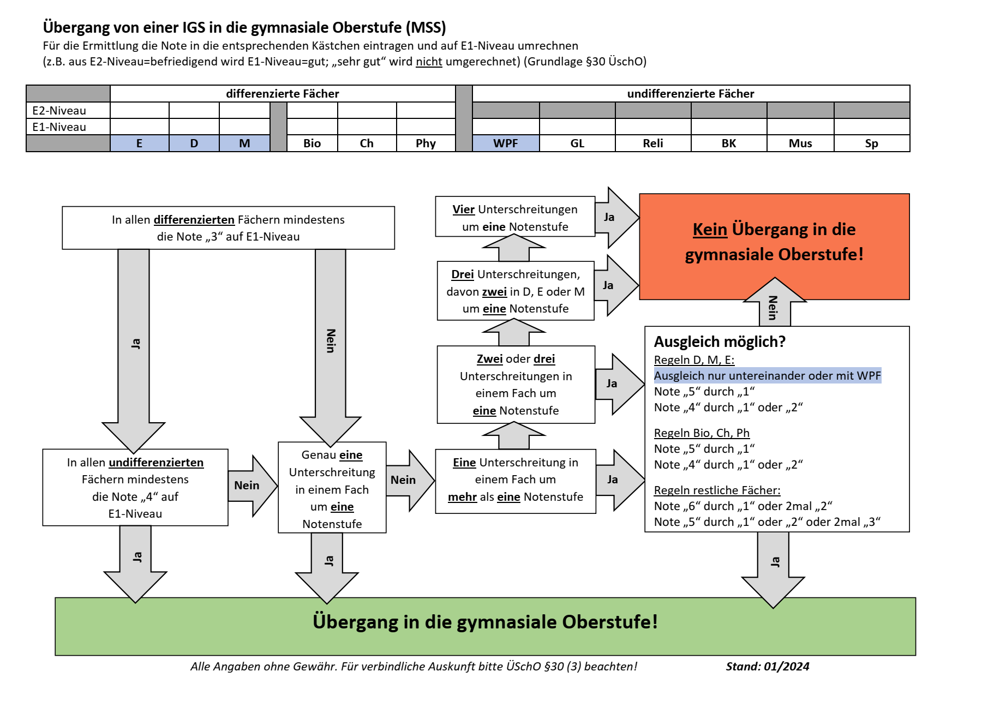 Übergang von einer IGS in die gymnasiale Oberstufe (MSS)
Für die Ermittlung die Note in die entsprechenden Kästchen eintragen und auf E1-Niveau umrechnen
(z.B. aus E2-Niveau=befriedigend wird E1-Niveau=gut; „sehr gut“ wird nicht umgerechnet) (Grundlage §30 ÜschO)
differenzierte Fächer undifferenzierte Fächer
E2-Niveau
E1-Niveau
E D M Bio Ch Phy WPF GL Reli BK Mus Sp
In allen differenzierten Fächern mindestens
die Note „3“ auf E1-Niveau
Ja
Nein
In allen undifferenzierten
Fächern mindestens
die Note „4“ auf
E1-Niveau
Nein
Ja
Genau eine
Unterschreitung
in einem Fach
um eine
Notenstufe
Nein
Ja
Vier Unterschreitungen
um eine Notenstufe
Ja
Drei Unterschreitungen,
davon zwei in D, E oder M
um eine Notenstufe
Ja
Zwei oder drei
Unterschreitungen in
einem Fach um
eine Notenstufe
Ja
Eine Unterschreitung in
einem Fach um
mehr als eine Notenstufe
Ja
Kein Übergang in die
gymnasiale Oberstufe!
Nein
Ausgleich möglich?
Regeln D, M, E:
Ausgleich nur untereinander oder mit WPF
Note „5“ durch „1“
Note „4“ durch „1“ oder „2“
Regeln Bio, Ch, Ph
Note „5“ durch „1“
Note „4“ durch „1“ oder „2“
Regeln restliche Fächer:
Note „6“ durch „1“ oder 2mal „2“
Note „5“ durch „1“ oder „2“ oder 2mal „3“
Ja
Übergang in die gymnasiale Oberstufe!
Alle Angaben ohne Gewähr. Für verbindliche Auskunft bitte ÜSchO §30 (3) beachten! Stand: 01/2024